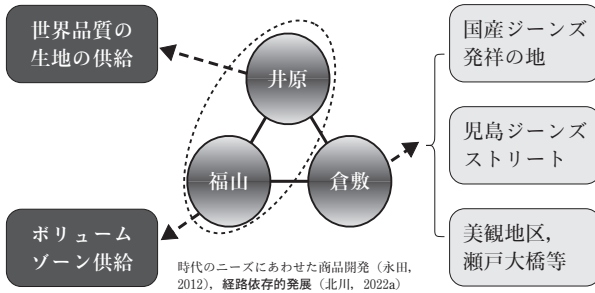 世界品質の
生地の供給
井原
福山
倉敷
ボリューム
ゾーン供給
国産ジーンズ
発祥の地
児島ジーンズ
ストリート
美観地区，
瀬戸大橋等
時代のニーズにあわせた商品開発（永田，
2012），経路依存的発展（北川，2022a）